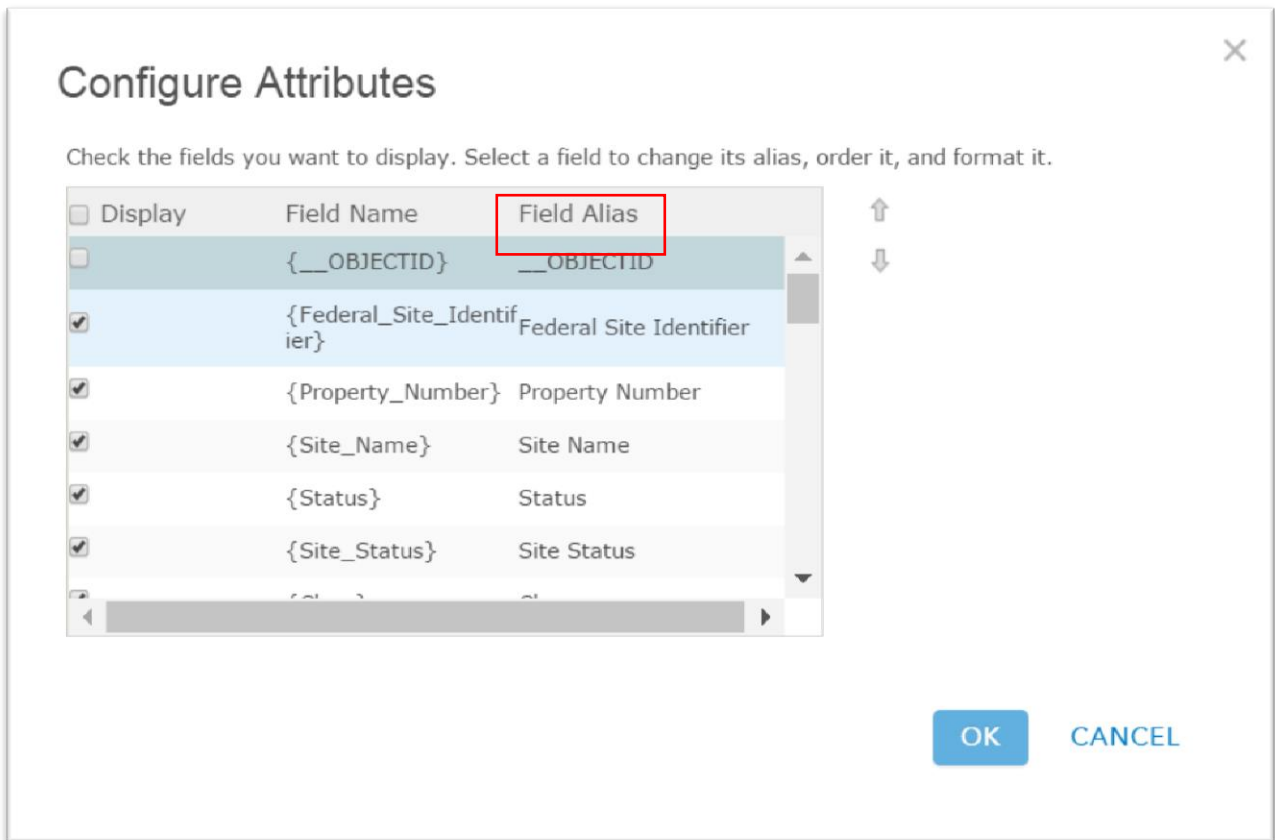 Configure Attributes
Check the fields you want to display. Select a field to change its alias, order it, and format it.
Display Field Name Field Alias
{__OBJECTID} __OBJECTID
{Federal_Site_Identif
ier} Federal Site Identifier
{Property_Number} Property Number
{Site_Name} Site Name
{Status} Status
{Site_Status} Site Status
OK CANCEL